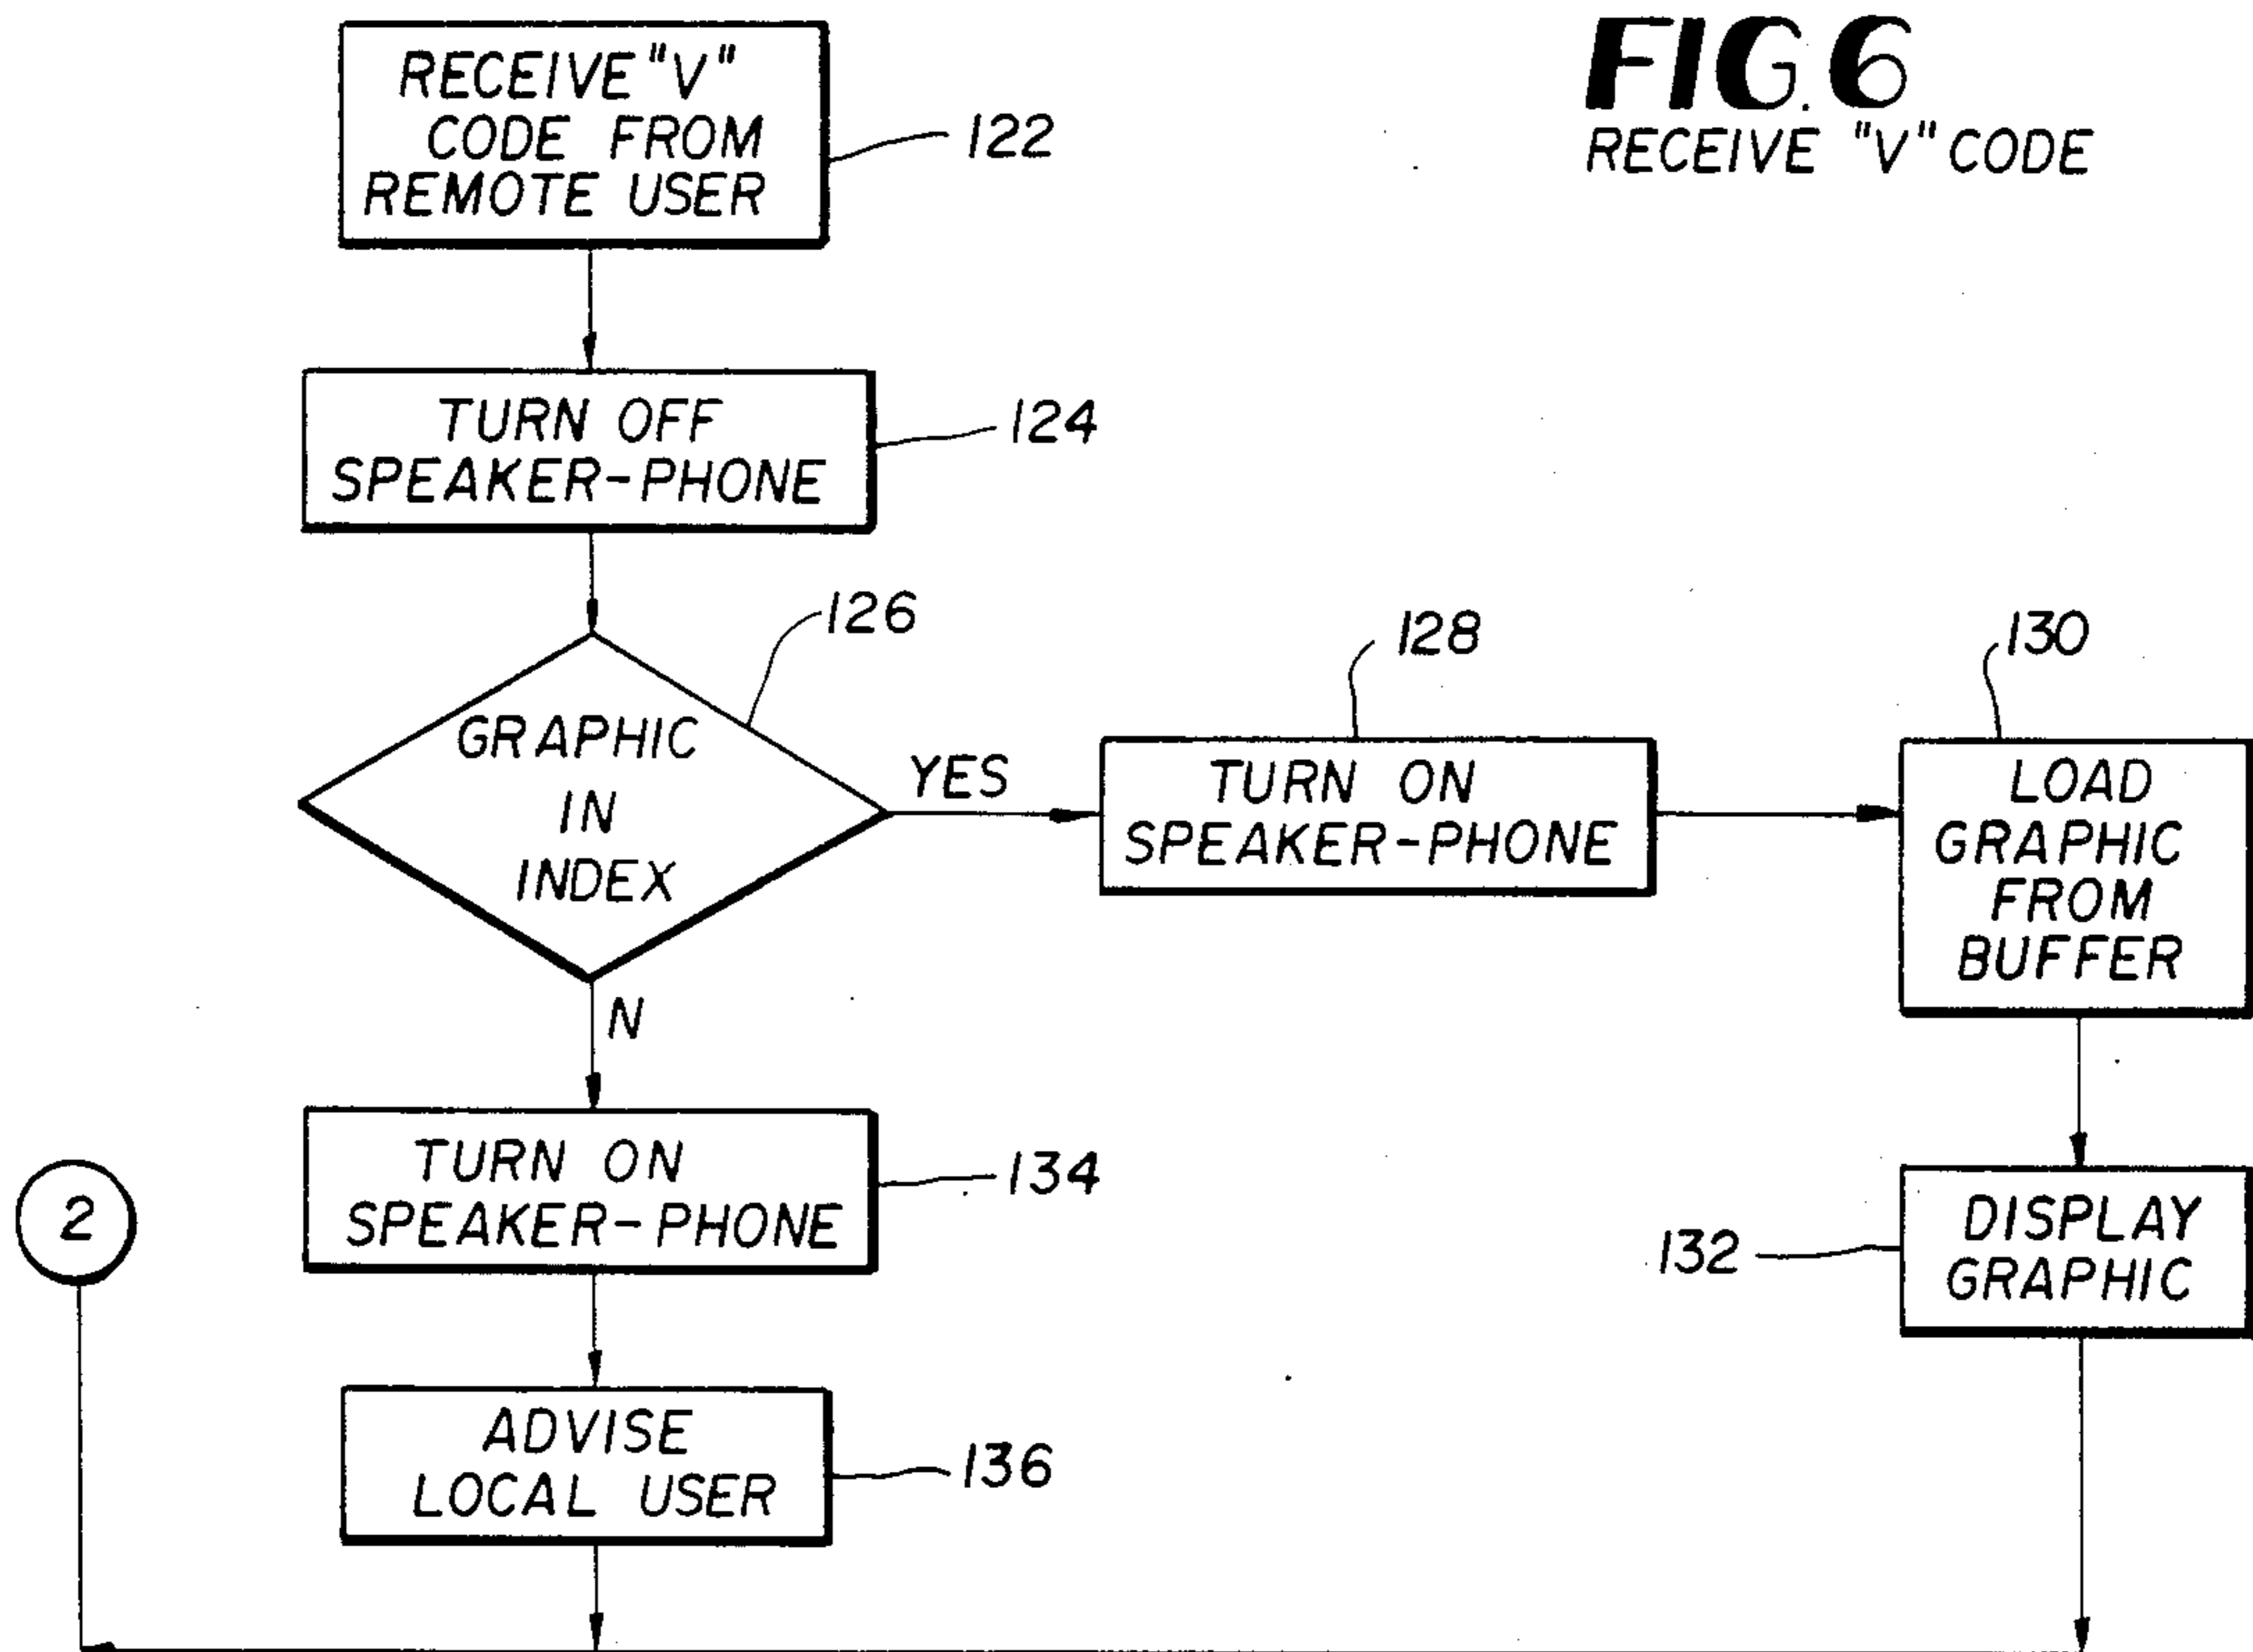 FIG. 6
RECEIVE "V" CODE
RECEIVE "V"
CODE FROM
REMOTE USER
122
TURN OFF
SPEAKER-PHONE
124
126
GRAPHIC
IN
INDEX
YES
N
128
TURN ON
SPEAKER-PHONE
130
LOAD
GRAPHIC
FROM
BUFFER
132
DISPLAY
GRAPHIC
134
TURN ON
SPEAKER-PHONE
2
136
ADVISE
LOCAL USER